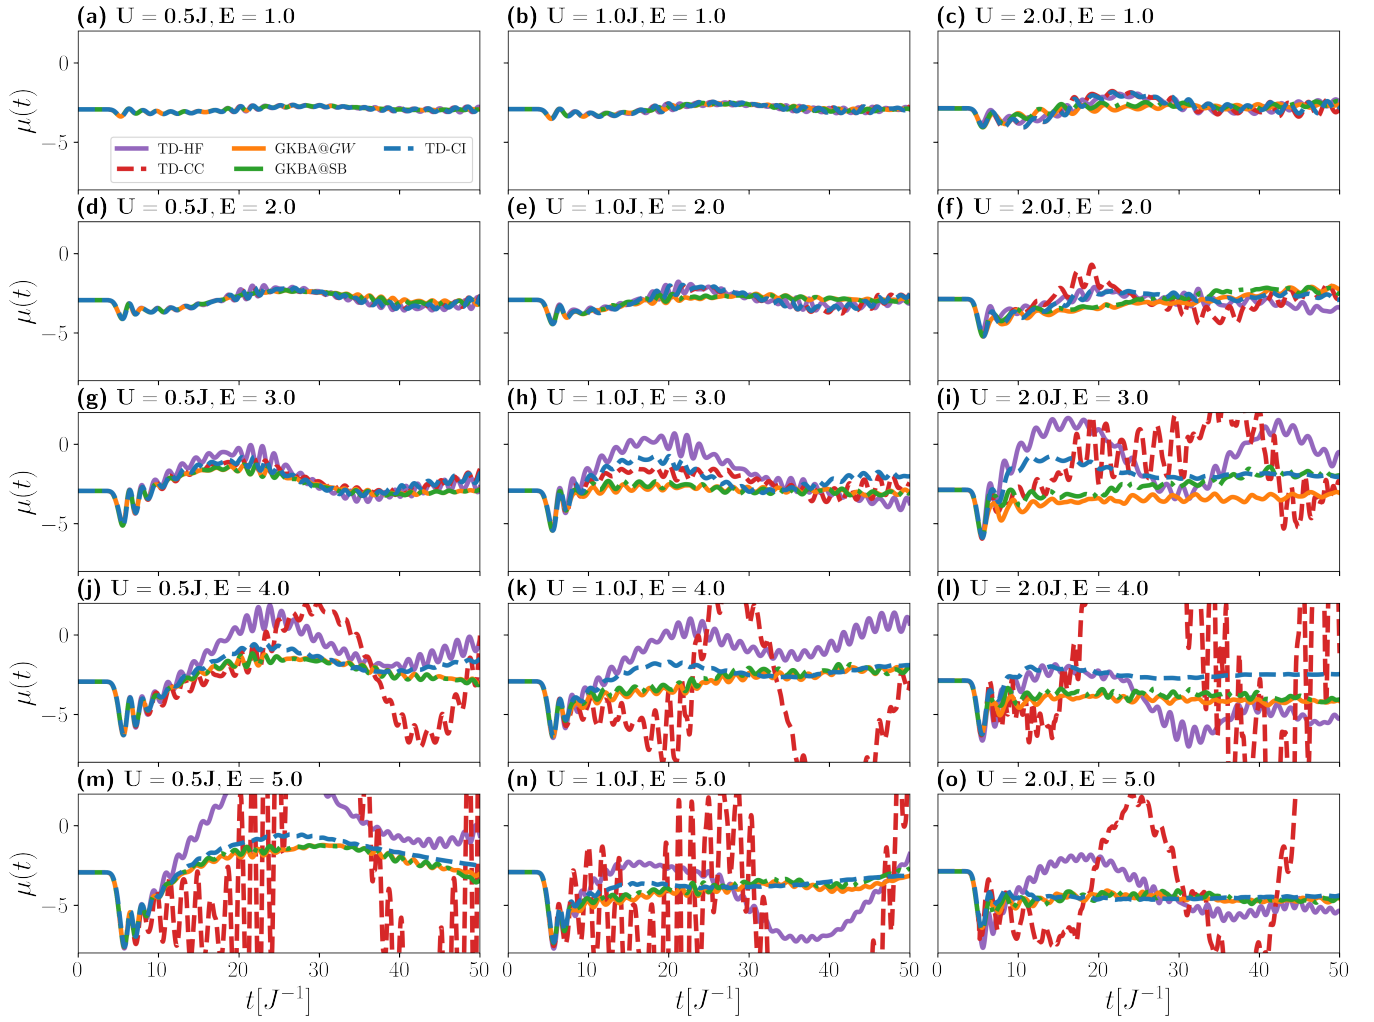 (a) U = 0.5J, E = 1.0
(b) U = 1.0J, E = 1.0
(c) U = 2.0J, E = 1.0
0
−5
μ(t)
TD-HF
GKBA@GW
TD-CI
TD-CC
GKBA@SB
(d) U = 0.5J, E = 2.0
(e) U = 1.0J, E = 2.0
(f) U = 2.0J, E = 2.0
0
−5
μ(t)
(g) U = 0.5J, E = 3.0
(h) U = 1.0J, E = 3.0
(i) U = 2.0J, E = 3.0
0
−5
μ(t)
(j) U = 0.5J, E = 4.0
(k) U = 1.0J, E = 4.0
(l) U = 2.0J, E = 4.0
0
−5
μ(t)
(m) U = 0.5J, E = 5.0
(n) U = 1.0J, E = 5.0
(o) U = 2.0J, E = 5.0
0
−5
μ(t)
0 10 20 30 40 50
0 10 20 30 40 50
0 10 20 30 40 50
t[J⁻¹]
t[J⁻¹]
t[J⁻¹]